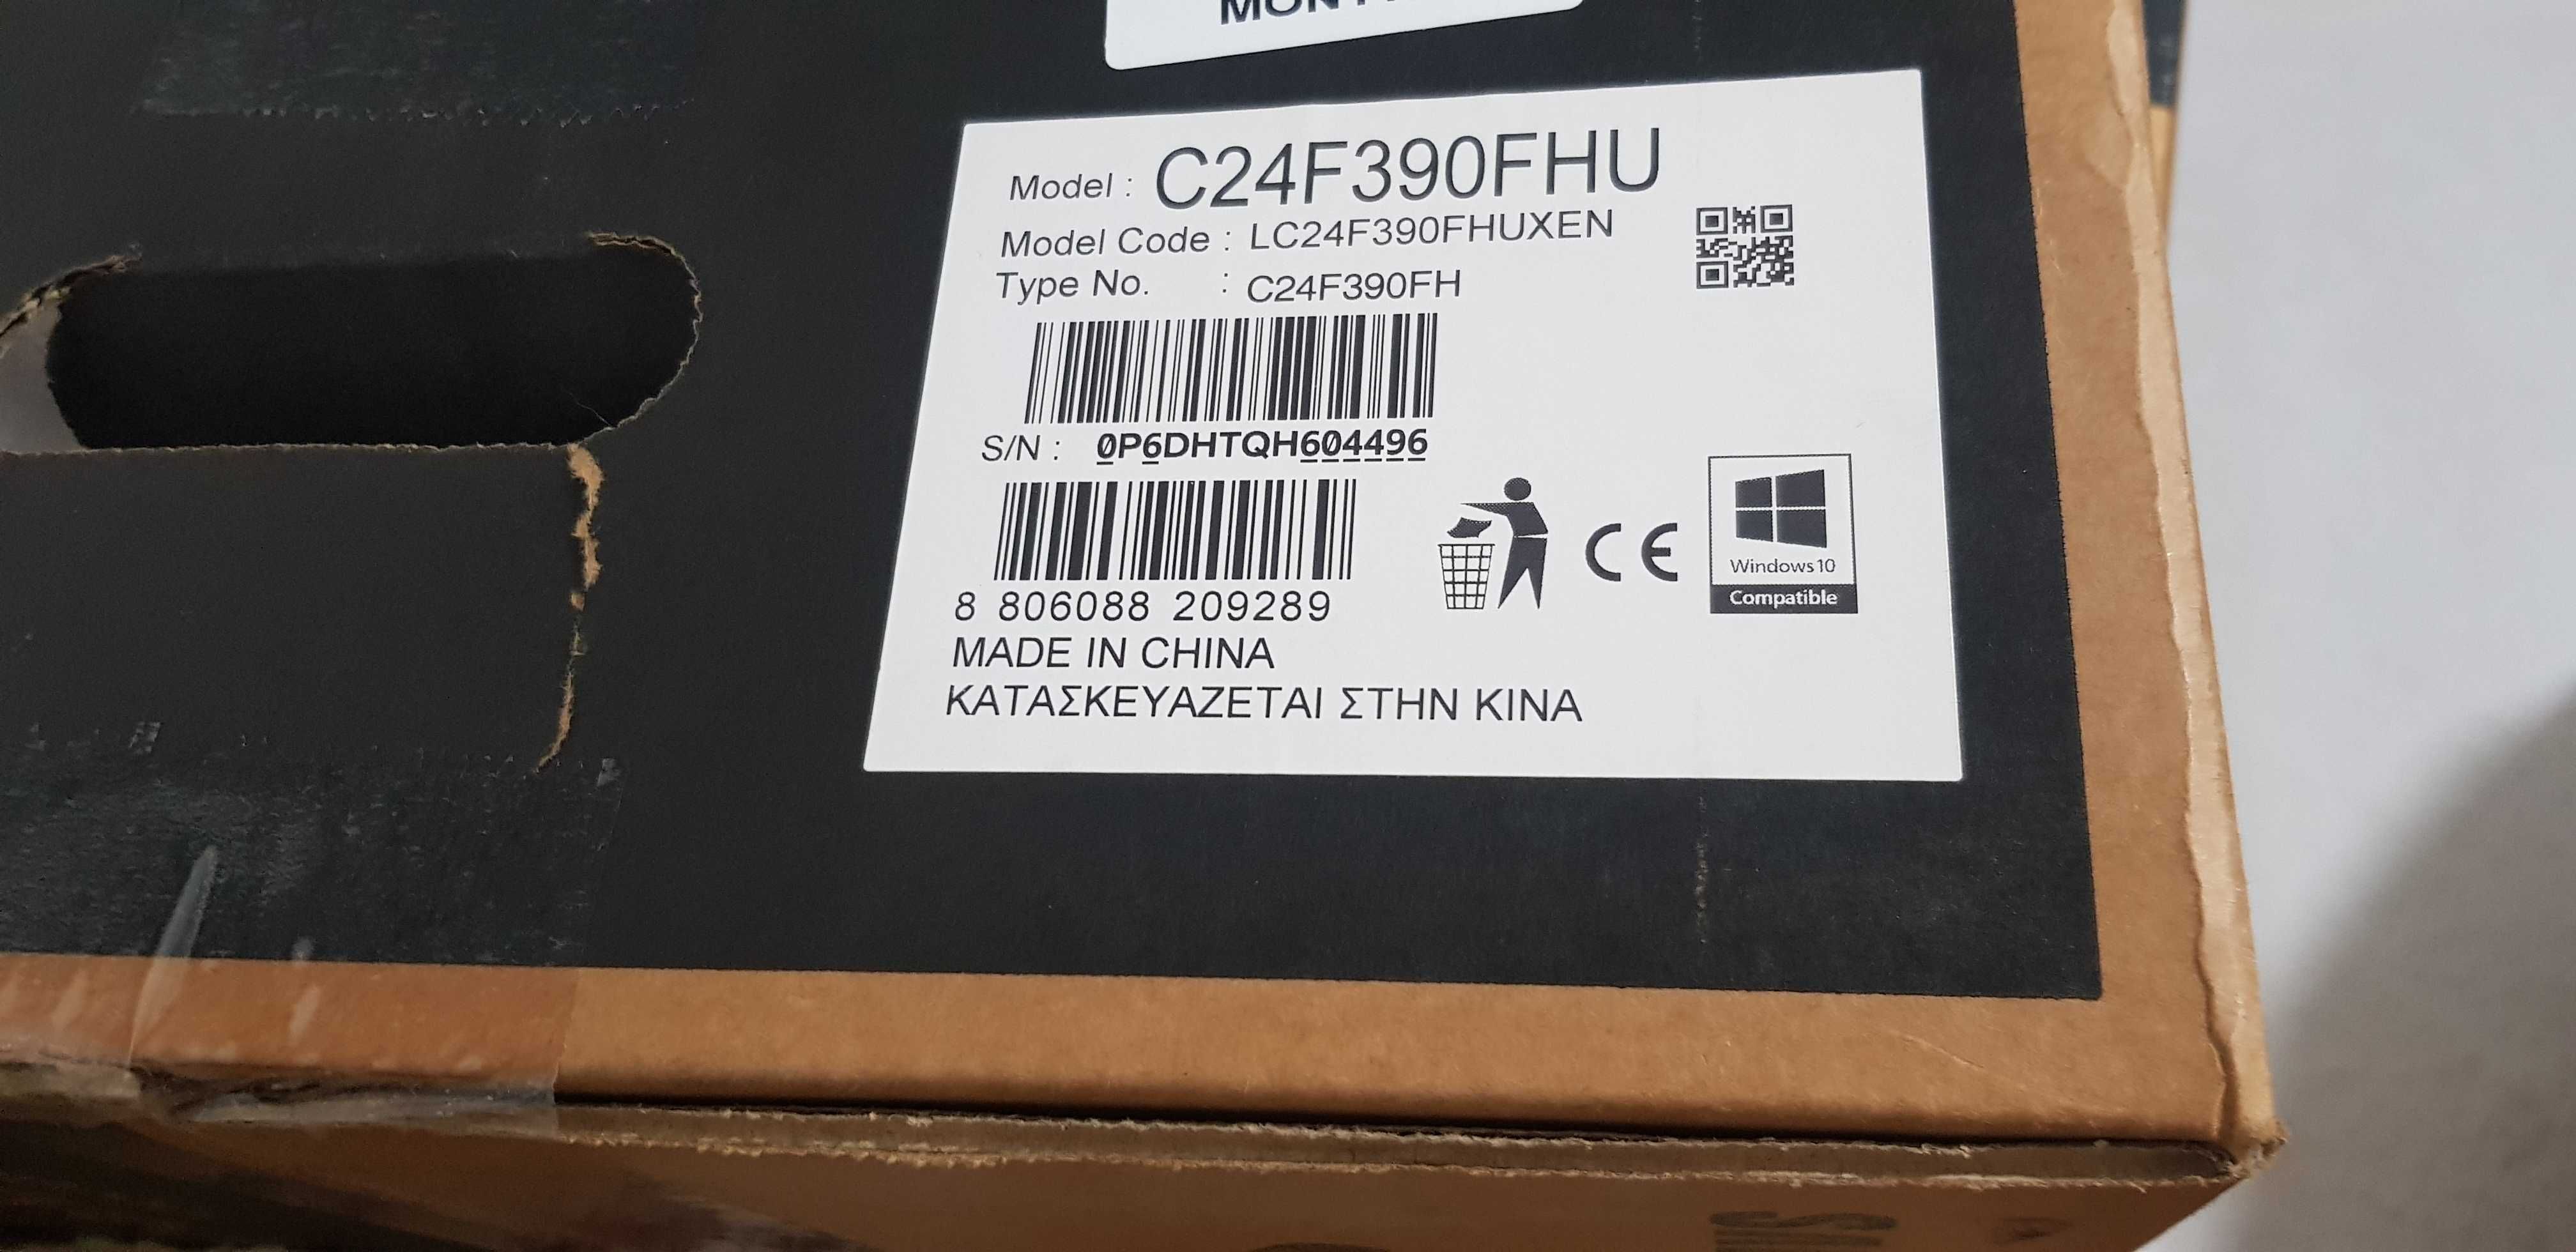 Model : C24F390FHU
Model Code : LC24F390FHUXEN
Type No. : C24F390FH
S/N : 0P6DHTQH604496
8 806088 209289
MADE IN CHINA
ΚΑΤΑΣΚΕΥΑΖΕΤΑΙ ΣΤΗΝ ΚΙΝΑ
CE
Windows 10
Compatible